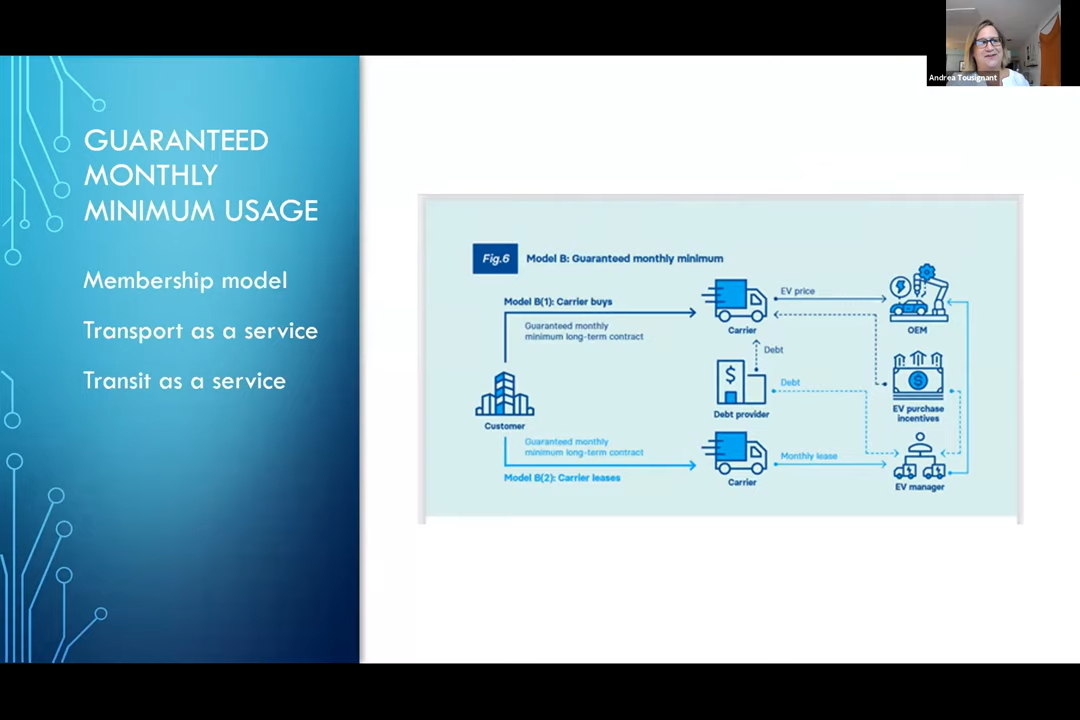 Andrea Tousignant
GUARANTEED
MONTHLY
MINIMUM USAGE
Membership model
Transport as a service
Transit as a service
Fig.6
Model B: Guaranteed monthly minimum
Model B(1): Carrier buys
Guaranteed monthly
minimum long-term contract
Carrier
EV price
OEM
Debt
Debt provider
Debt
EV purchase
incentives
Customer
Guaranteed monthly
minimum long-term contract
Model B(2): Carrier leases
Carrier
Monthly lease
EV manager